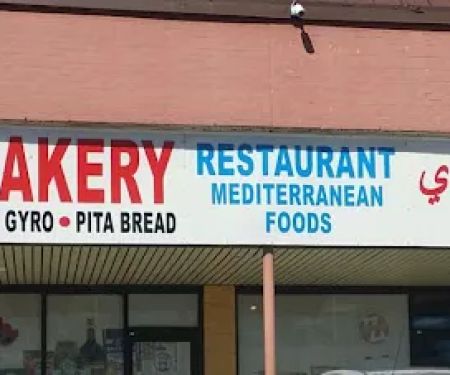 AKERY
GYRO • PITA BREAD
RESTAURANT
MEDITERRANEAN
FOODS
ي